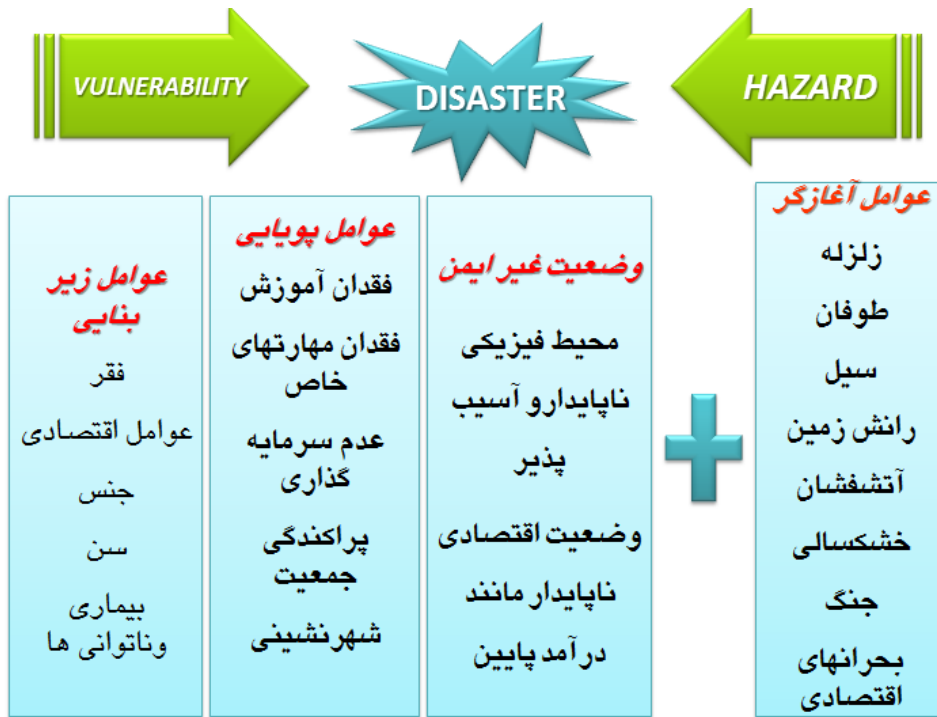 VULNERABILITY
DISASTER
HAZARD
عوامل آغازگر
زلزله
طوفان
سیل
رانش زمین
آتشفشان
خشکسالی
جنگ
بحرانهای
اقتصادی
وضعیت غیر ایمن
محیط فیزیکی
ناپایدارو آسیب
پذیر
وضعیت اقتصادی
ناپایدار مانند
درآمد پایین
عوامل پویایی
فقدان آموزش
فقدان مهارتهای
خاص
عدم سرمایه
گذاری
پراکندگی
جمعیت
شهرنشینی
عوامل زیر
بنایی
فقر
عوامل اقتصادی
جنس
سن
بیماری
وناتوانی ها